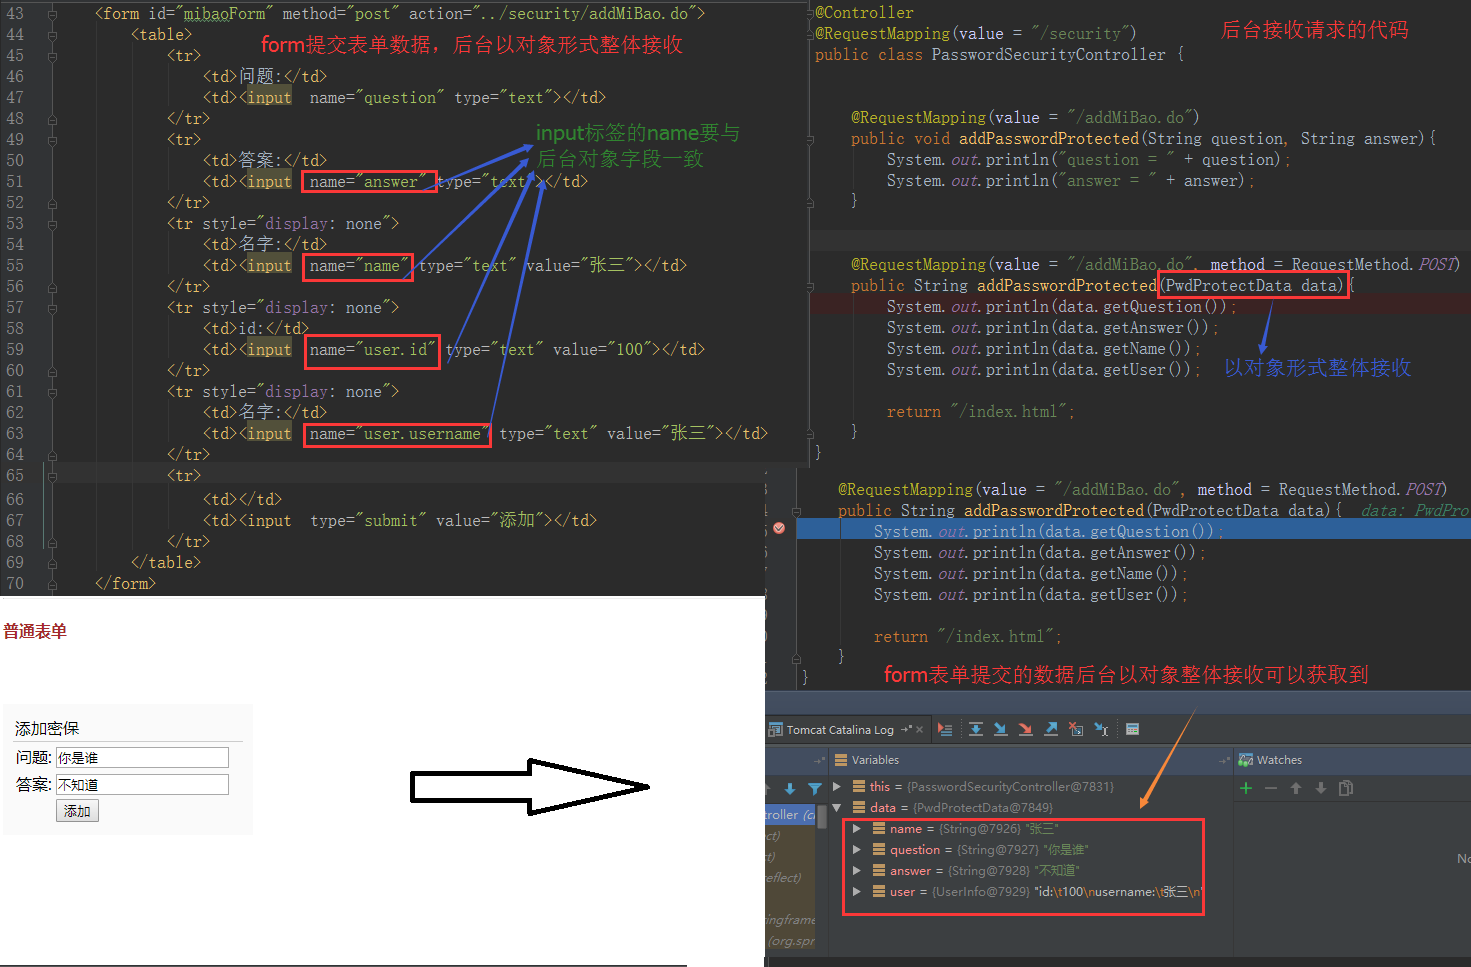 43 <form id="mibaoForm" method="post" action="../security/addMiBao.do">
44 <table>
form提交表单数据，后台以对象形式整体接收
45 <tr>
46 <td>问题:</td>
47 <td><input name="question" type="text"></td>
48 </tr>
49 <tr>
input标签的name要与
后台对象字段一致
50 <td>答案:</td>
51 <td><input name="answer" type="text"></td>
52 </tr>
53 <tr style="display: none">
54 <td>名字:</td>
55 <td><input name="name" type="text" value="张三"></td>
56 </tr>
57 <tr style="display: none">
58 <td>id:</td>
59 <td><input name="user.id" type="text" value="100"></td>
60 </tr>
61 <tr style="display: none">
62 <td>名字:</td>
63 <td><input name="user.username" type="text" value="张三"></td>
64 </tr>
65 <tr>
66 <td></td>
67 <td><input type="submit" value="添加"></td>
68 </tr>
69 </table>
70 </form>
@Controller
后台接收请求的代码
@RequestMapping(value = "/security")
public class PasswordSecurityController {
@RequestMapping(value = "/addMiBao.do")
public void addPasswordProtected(String question, String answer){
System.out.println("question = " + question);
System.out.println("answer = " + answer);
}
@RequestMapping(value = "/addMiBao.do", method = RequestMethod.POST)
public String addPasswordProtected(PwdProtectData data){
System.out.println(data.getQuestion());
System.out.println(data.getAnswer());
System.out.println(data.getName());
System.out.println(data.getUser());
以对象形式整体接收
return "/index.html";
}
}
@RequestMapping(value = "/addMiBao.do", method = RequestMethod.POST)
public String addPasswordProtected(PwdProtectData data){ data: PwdPro
System.out.println(data.getQuestion());
System.out.println(data.getAnswer());
System.out.println(data.getName());
System.out.println(data.getUser());
return "/index.html";
}
}
form表单提交的数据后台以对象整体接收可以获取到
普通表单
添加密保
问题: 你是谁
答案: 不知道
添加
Tomcat Catalina Log
Variables
Watches
this = {PasswordSecurityController@7831}
data = {PwdProtectData@7849}
troller (c
name = {String@7926} "张三"
ect)
question = {String@7927} "你是谁"
ct)
answer = {String@7928} "不知道"
eflect)
user = {UserInfo@7929} "id:\t100\nusername:\t张三\n"
No
ingframe
(org.spr